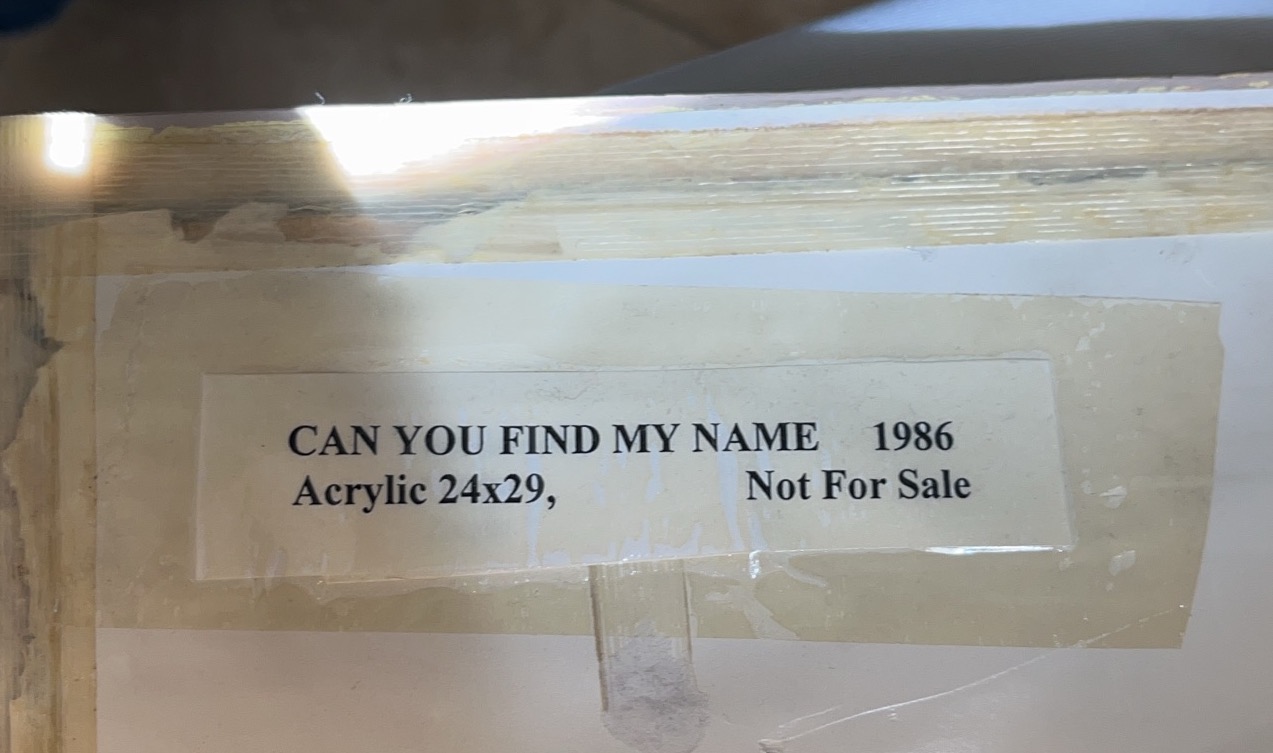 CAN YOU FIND MY NAME 1986
Acrylic 24x29, Not For Sale